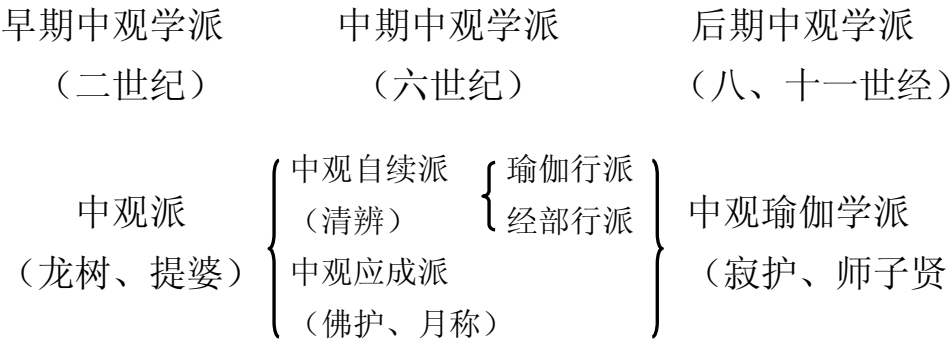 早期中观学派 中期中观学派 后期中观学派
（二世纪） （六世纪） （八、十一世经）
中观自续派 瑜伽行派
中观派 （清辨） 经部行派 中观瑜伽学派
（龙树、提婆） 中观应成派 （寂护、师子贤
（佛护、月称）